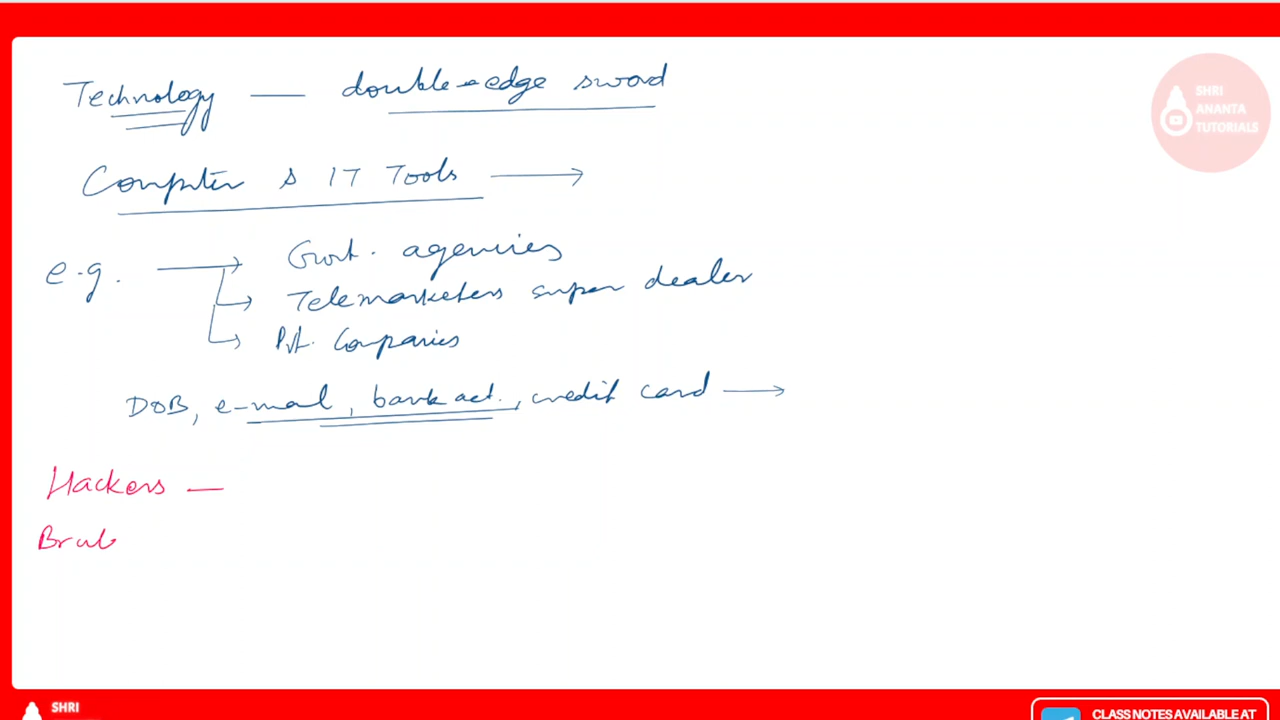 Technology — double-edge sword
SHRI
ANANTA
TUTORIALS
Computer & IT Tools →
e.g. → Govt. agencies
→ Telemarketers super dealer
→ Pvt. Companies
DOB, e-mail, bank act., credit card →
Hackers —
SHRI
CLASS NOTES AVAILABLE AT